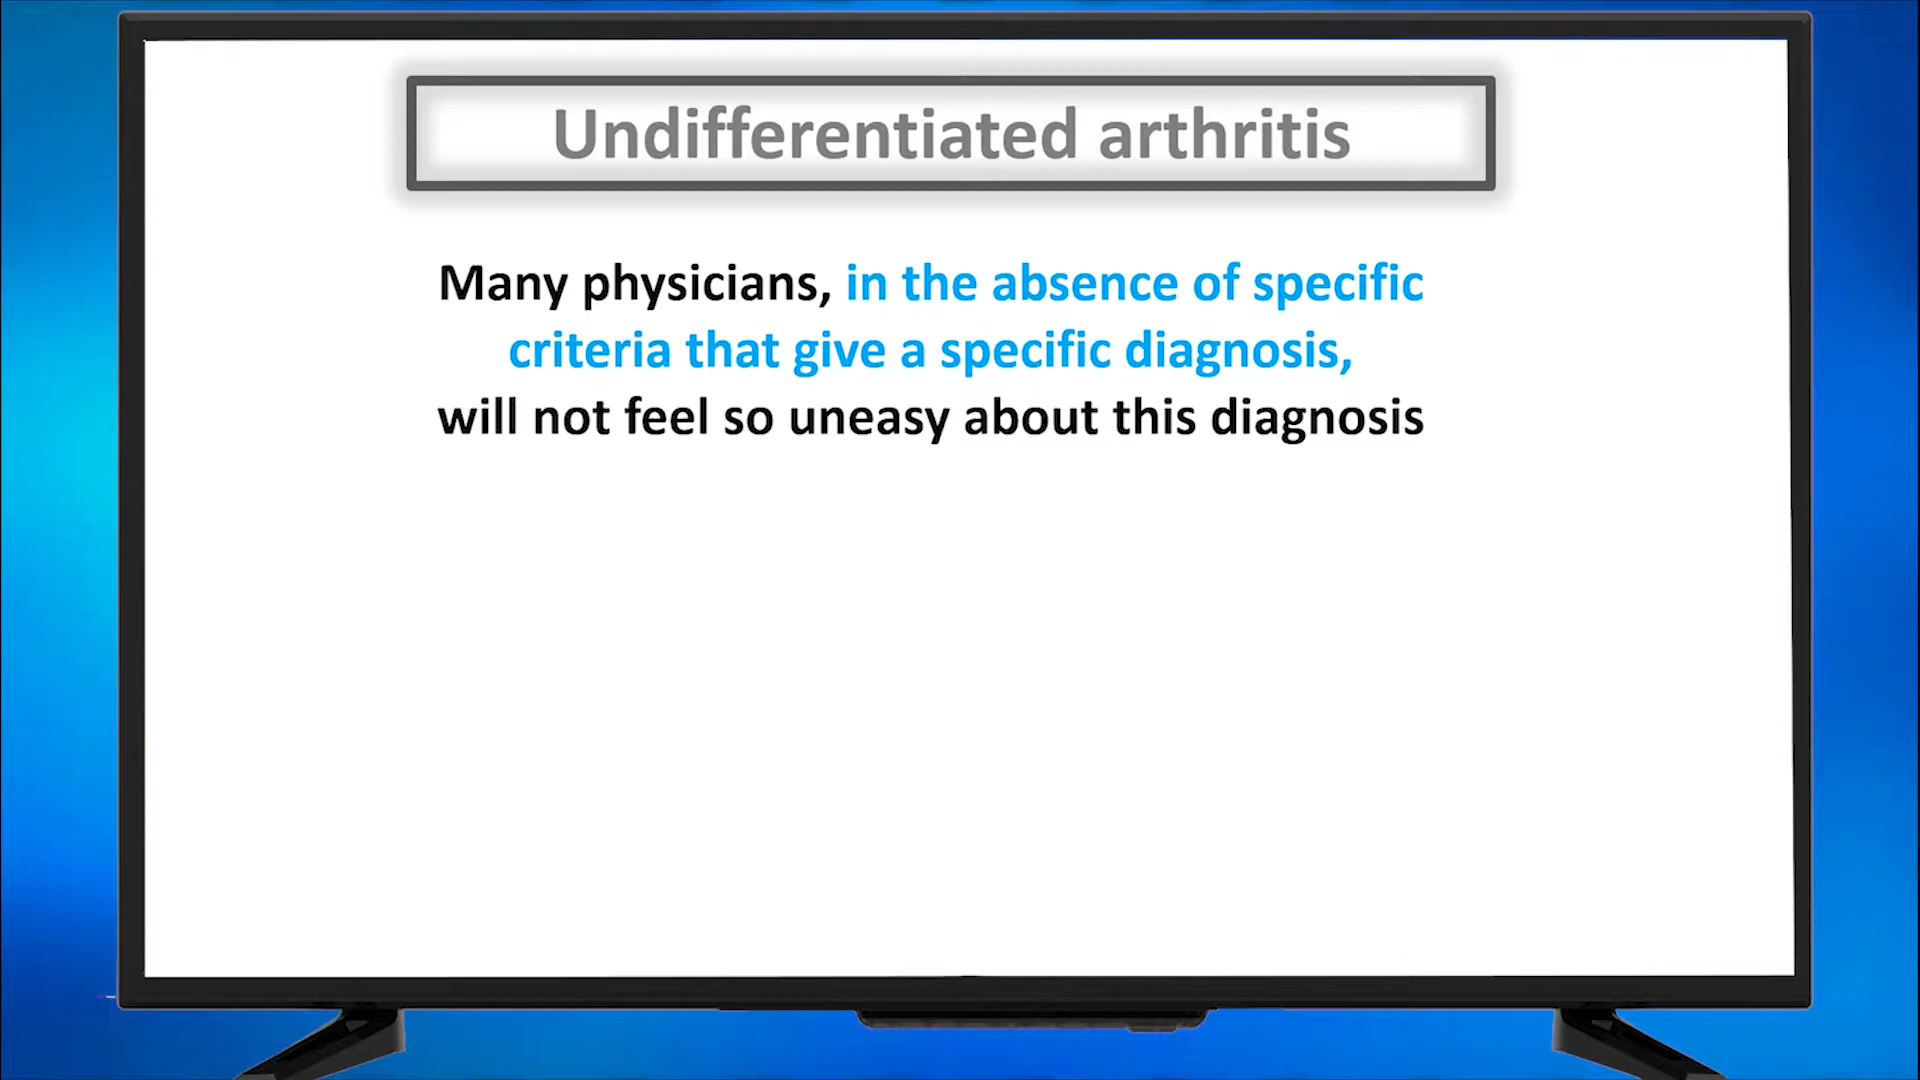 Undifferentiated arthritis
Many physicians, in the absence of specific
criteria that give a specific diagnosis,
will not feel so uneasy about this diagnosis